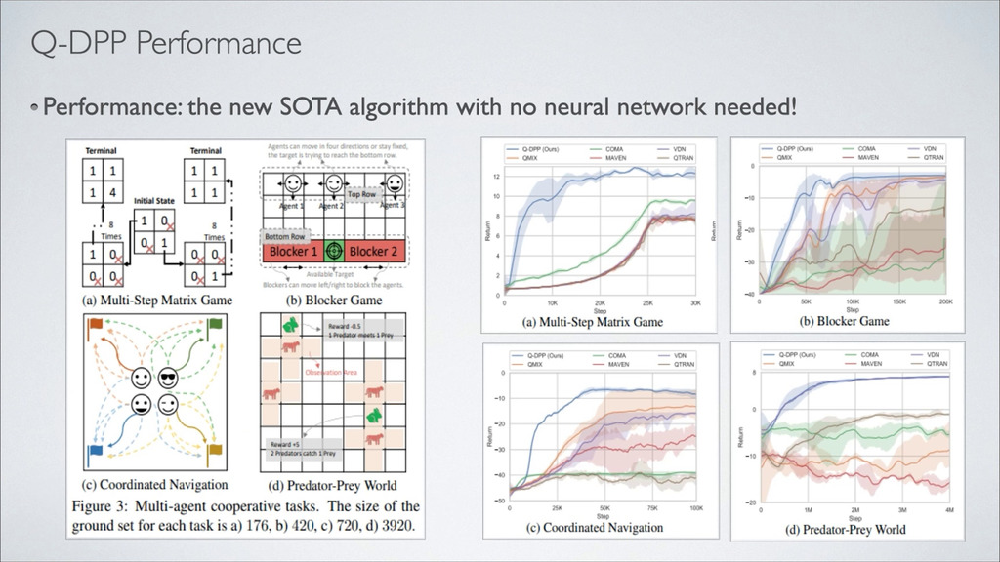 Q-DPP Performance
Performance: the new SOTA algorithm with no neural network needed!
Terminal
Terminal
1 1
1 4
1 1
1 1
Initial State
1 0
0 1
8
Times
8
Times
1 0
0 0
0 0
0 1
(a) Multi-Step Matrix Game
Agents can move in four directions or stay fixed,
the target is trying to reach the bottom row.
Agent 1 Agent 2 Agent 3
Top Row
Bottom Row
Blocker 1 Blocker 2
Available Target
Blockers can move left/right to block the agents.
(b) Blocker Game
(c) Coordinated Navigation
Reward -0.5
1 Predator meets 1 Prey
Observation Area
Reward +5
2 Predators catch 1 Prey
(d) Predator-Prey World
Figure 3: Multi-agent cooperative tasks. The size of the
ground set for each task is a) 176, b) 420, c) 720, d) 3920.
Q-DPP (Ours) COMA VDN
QMIX MAVEN QTRAN
Return
12
10
8
6
4
2
0
0 10K 20K 30K
Step
(a) Multi-Step Matrix Game
Return
Q-DPP (Ours) COMA VDN
QMIX MAVEN QTRAN
Return
0
−10
−20
−30
−40
0 50K 100K 150K 200K
Step
(b) Blocker Game
Q-DPP (Ours) COMA VDN
QMIX MAVEN QTRAN
Return
0
−10
−20
−30
−40
−50
0 25K 50K 75K 100K
Step
(c) Coordinated Navigation
Q-DPP (Ours) COMA VDN
QMIX MAVEN QTRAN
Return
0
−10
−20
0 1M 2M 3M 4M
Step
(d) Predator-Prey World